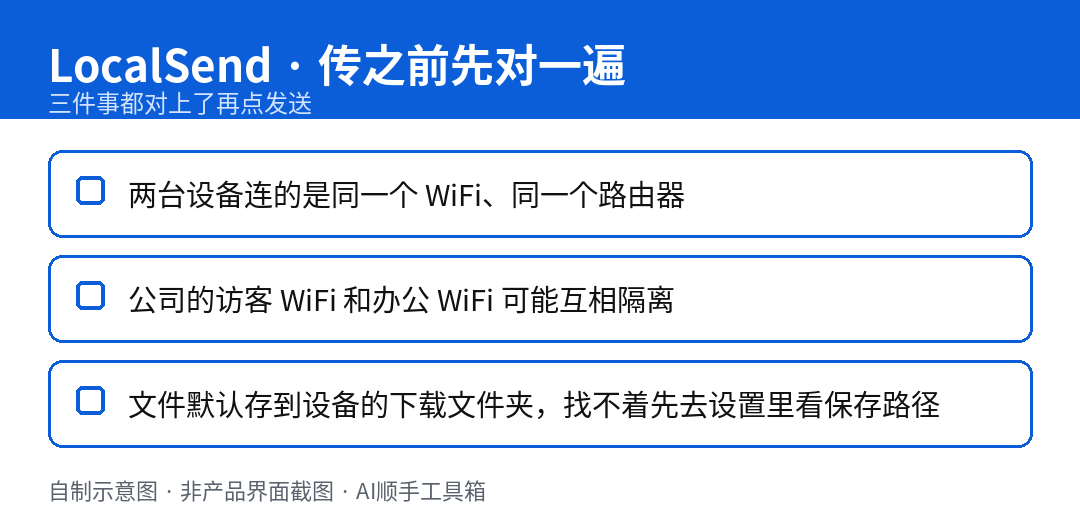 LocalSend · 传之前先对一遍
三件事都对上了再点发送
两台设备连的是同一个 WiFi、同一个路由器
公司的访客 WiFi 和办公 WiFi 可能互相隔离
文件默认存到设备的下载文件夹，找不着先去设置里看保存路径
自制示意图 · 非产品界面截图 · AI顺手工具箱